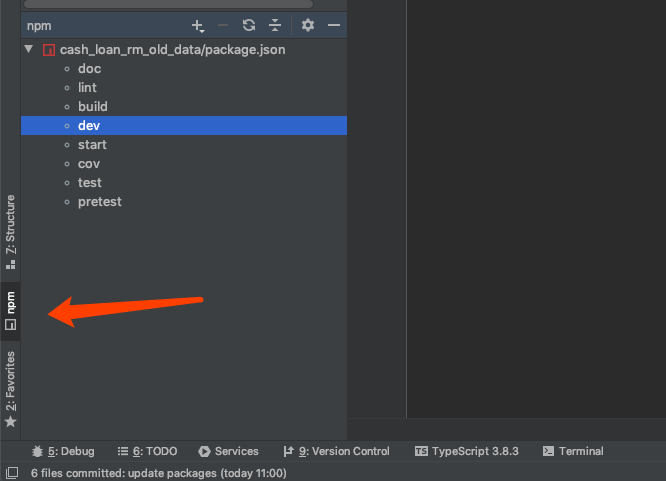 npm
cash_loan_rm_old_data/package.json
doc
lint
build
dev
start
cov
test
pretest
Z: Structure
npm
2: Favorites
5: Debug 6: TODO Services 9: Version Control TS TypeScript 3.8.3 Terminal
6 files committed: update packages (today 11:00)